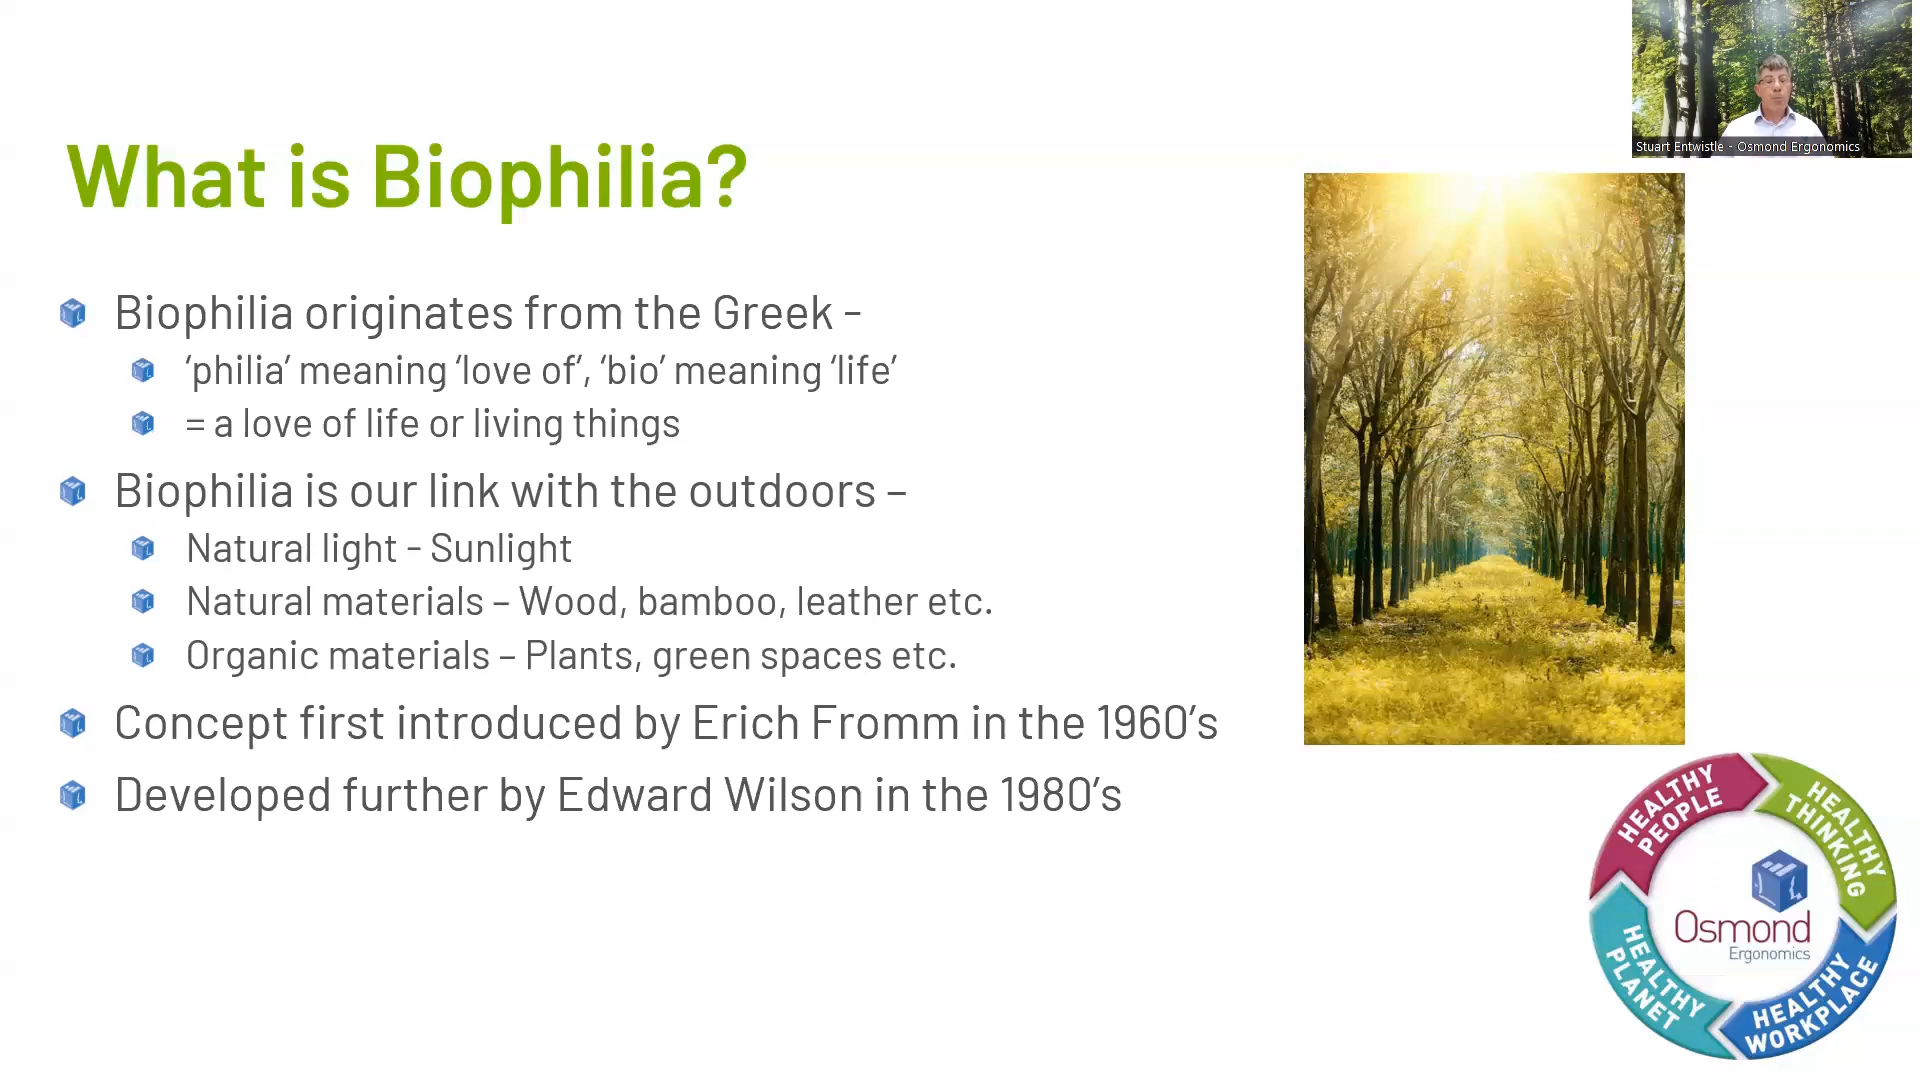 Stuart Entwistle - Osmond Ergonomics
What is Biophilia?
Biophilia originates from the Greek -
‘philia’ meaning ‘love of’, ‘bio’ meaning ‘life’
= a love of life or living things
Biophilia is our link with the outdoors –
Natural light - Sunlight
Natural materials – Wood, bamboo, leather etc.
Organic materials – Plants, green spaces etc.
Concept first introduced by Erich Fromm in the 1960’s
Developed further by Edward Wilson in the 1980’s
HEALTHY
PEOPLE
HEALTHY
THINKING
HEALTHY
WORKPLACE
HEALTHY
PLANET
Osmond
Ergonomics